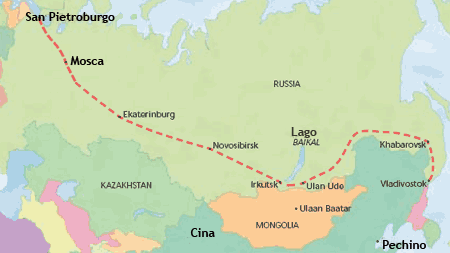 San Pietroburgo
Mosca
RUSSIA
Ekaterinburg
Lago
BAIKAL
Khabarovsk
Novosibirsk
KAZAKHSTAN
Irkutsk
Ulan Ude
Vladivostok
Ulaan Baatar
MONGOLIA
Cina
Pechino